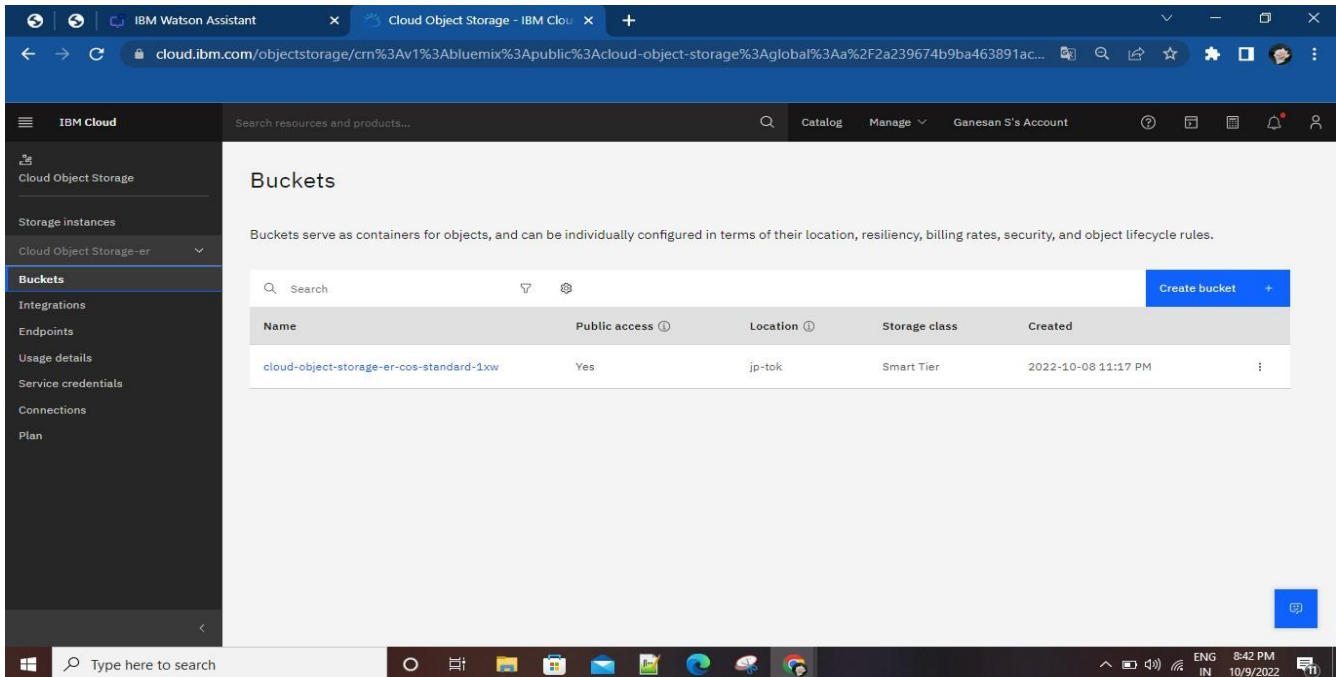 IBM Watson Assistant
Cloud Object Storage - IBM Clou
cloud.ibm.com/objectstorage/crn%3Av1%3Abluemix%3Apublic%3Acloud-object-storage%3Aglobal%3Aa%2F2a239674b9ba463891ac...
IBM Cloud
Search resources and products...
Catalog
Manage
Ganesan S's Account
Cloud Object Storage
Storage instances
Cloud Object Storage-er
Buckets
Integrations
Endpoints
Usage details
Service credentials
Connections
Plan
Buckets
Buckets serve as containers for objects, and can be individually configured in terms of their location, resiliency, billing rates, security, and object lifecycle rules.
Search
Create bucket +
Name Public access Location Storage class Created
cloud-object-storage-er-cos-standard-1xw Yes jp-tok Smart Tier 2022-10-08 11:17 PM
Type here to search
ENG 8:42 PM
IN 10/9/2022
11